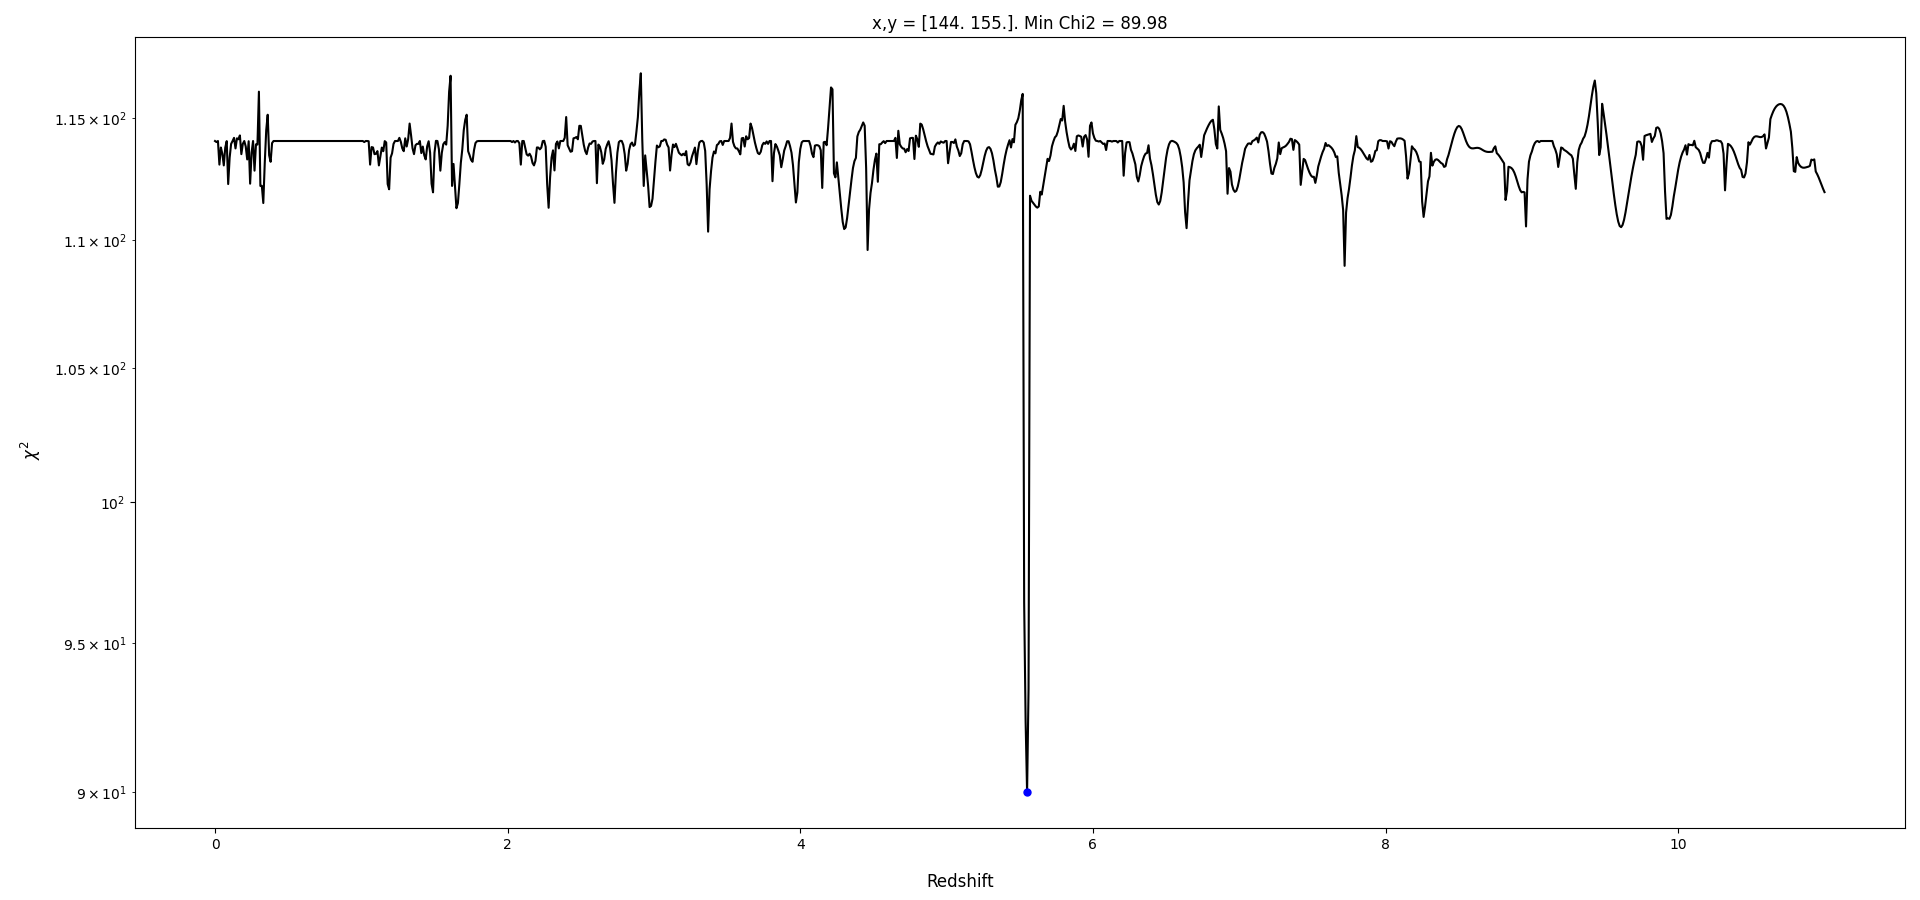 x,y = [144. 155.]. Min Chi2 = 89.98
1.15 × 10²
1.1 × 10²
1.05 × 10²
10²
9.5 × 10¹
9 × 10¹
χ²
0 2 4 6 8 10
Redshift